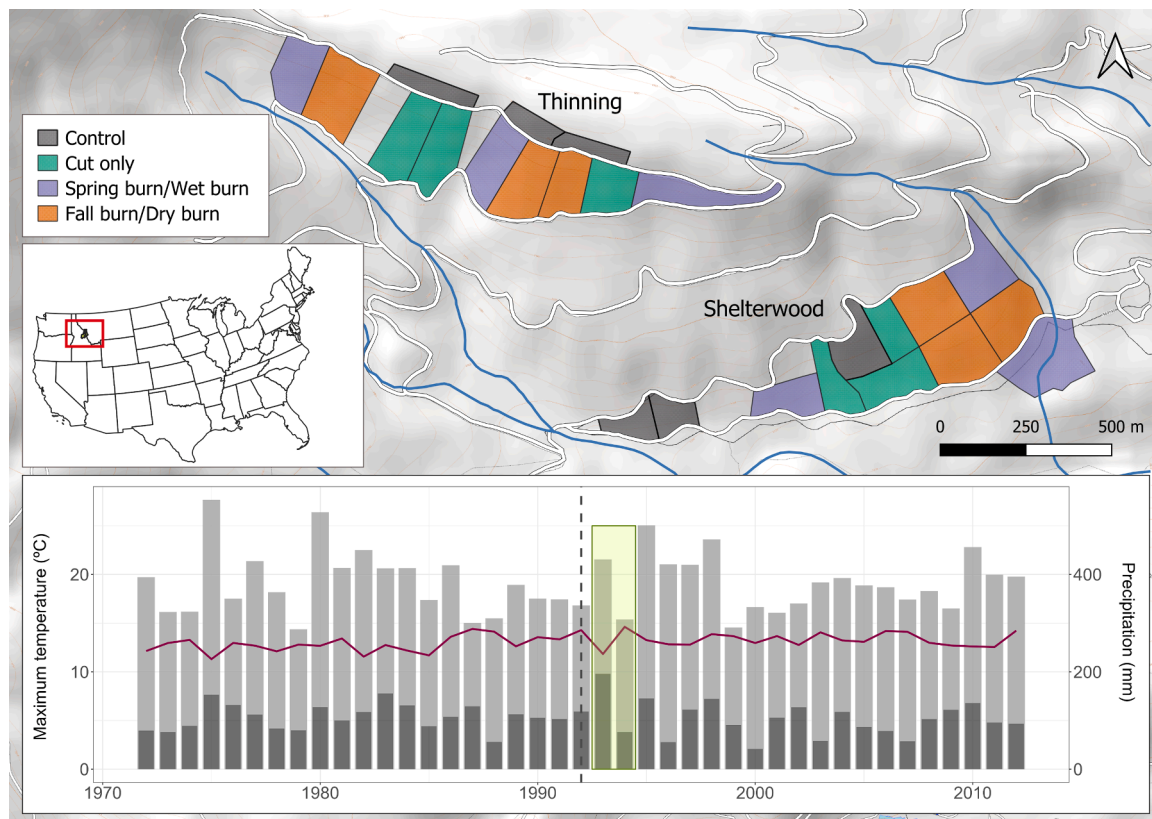 Thinning
Control
Cut only
Spring burn/Wet burn
Fall burn/Dry burn
Shelterwood
0 250 500 m
Maximum temperature (ºC)
20
10
0
400
200
0
Precipitation (mm)
1970 1980 1990 2000 2010